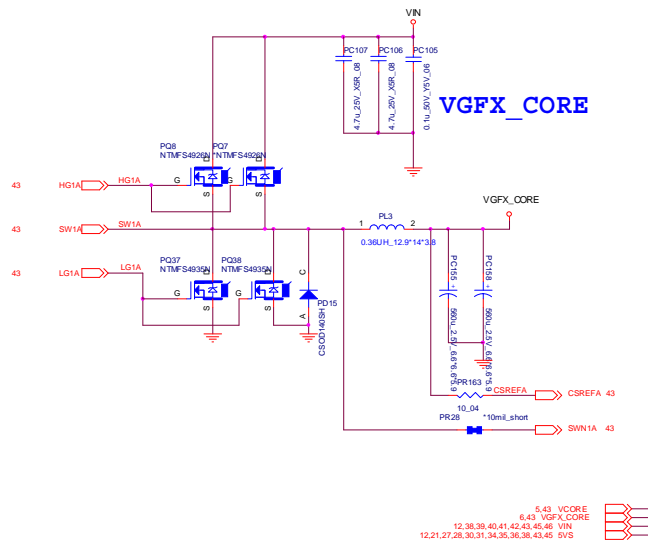 VIN
PC107
PC106
PC105
4.7u_25V_X5R_08
4.7u_25V_X5R_08
0.1u_50V_Y5V_06
VGFX_CORE
PQ8
PQ7
NTMFS4926N
*NTMFS4926N
D
D
43
HG1A
HG1A
G
G
S
S
VGFX_CORE
43
SW1A
SW1A
1
PL3
2
0.36UH_12.9*14*3.8
43
LG1A
LG1A
PQ37
PQ38
NTMFS4935N
NTMFS4935N
D
D
G
G
S
S
C
A
PD15
CSOD140SH
PC155
PC158
+
+
560u_2.5V_6.6*6.6*5.9
560u_2.5V_6.6*6.6*5.9
PR163
CSREFA
CSREFA 43
10_04
PR28
*10mil_short
SWN1A 43
5,43 VCORE
6,43 VGFX_CORE
12,38,39,40,41,42,43,45,46 VIN
12,21,27,28,30,31,34,35,36,38,43,45 5VS